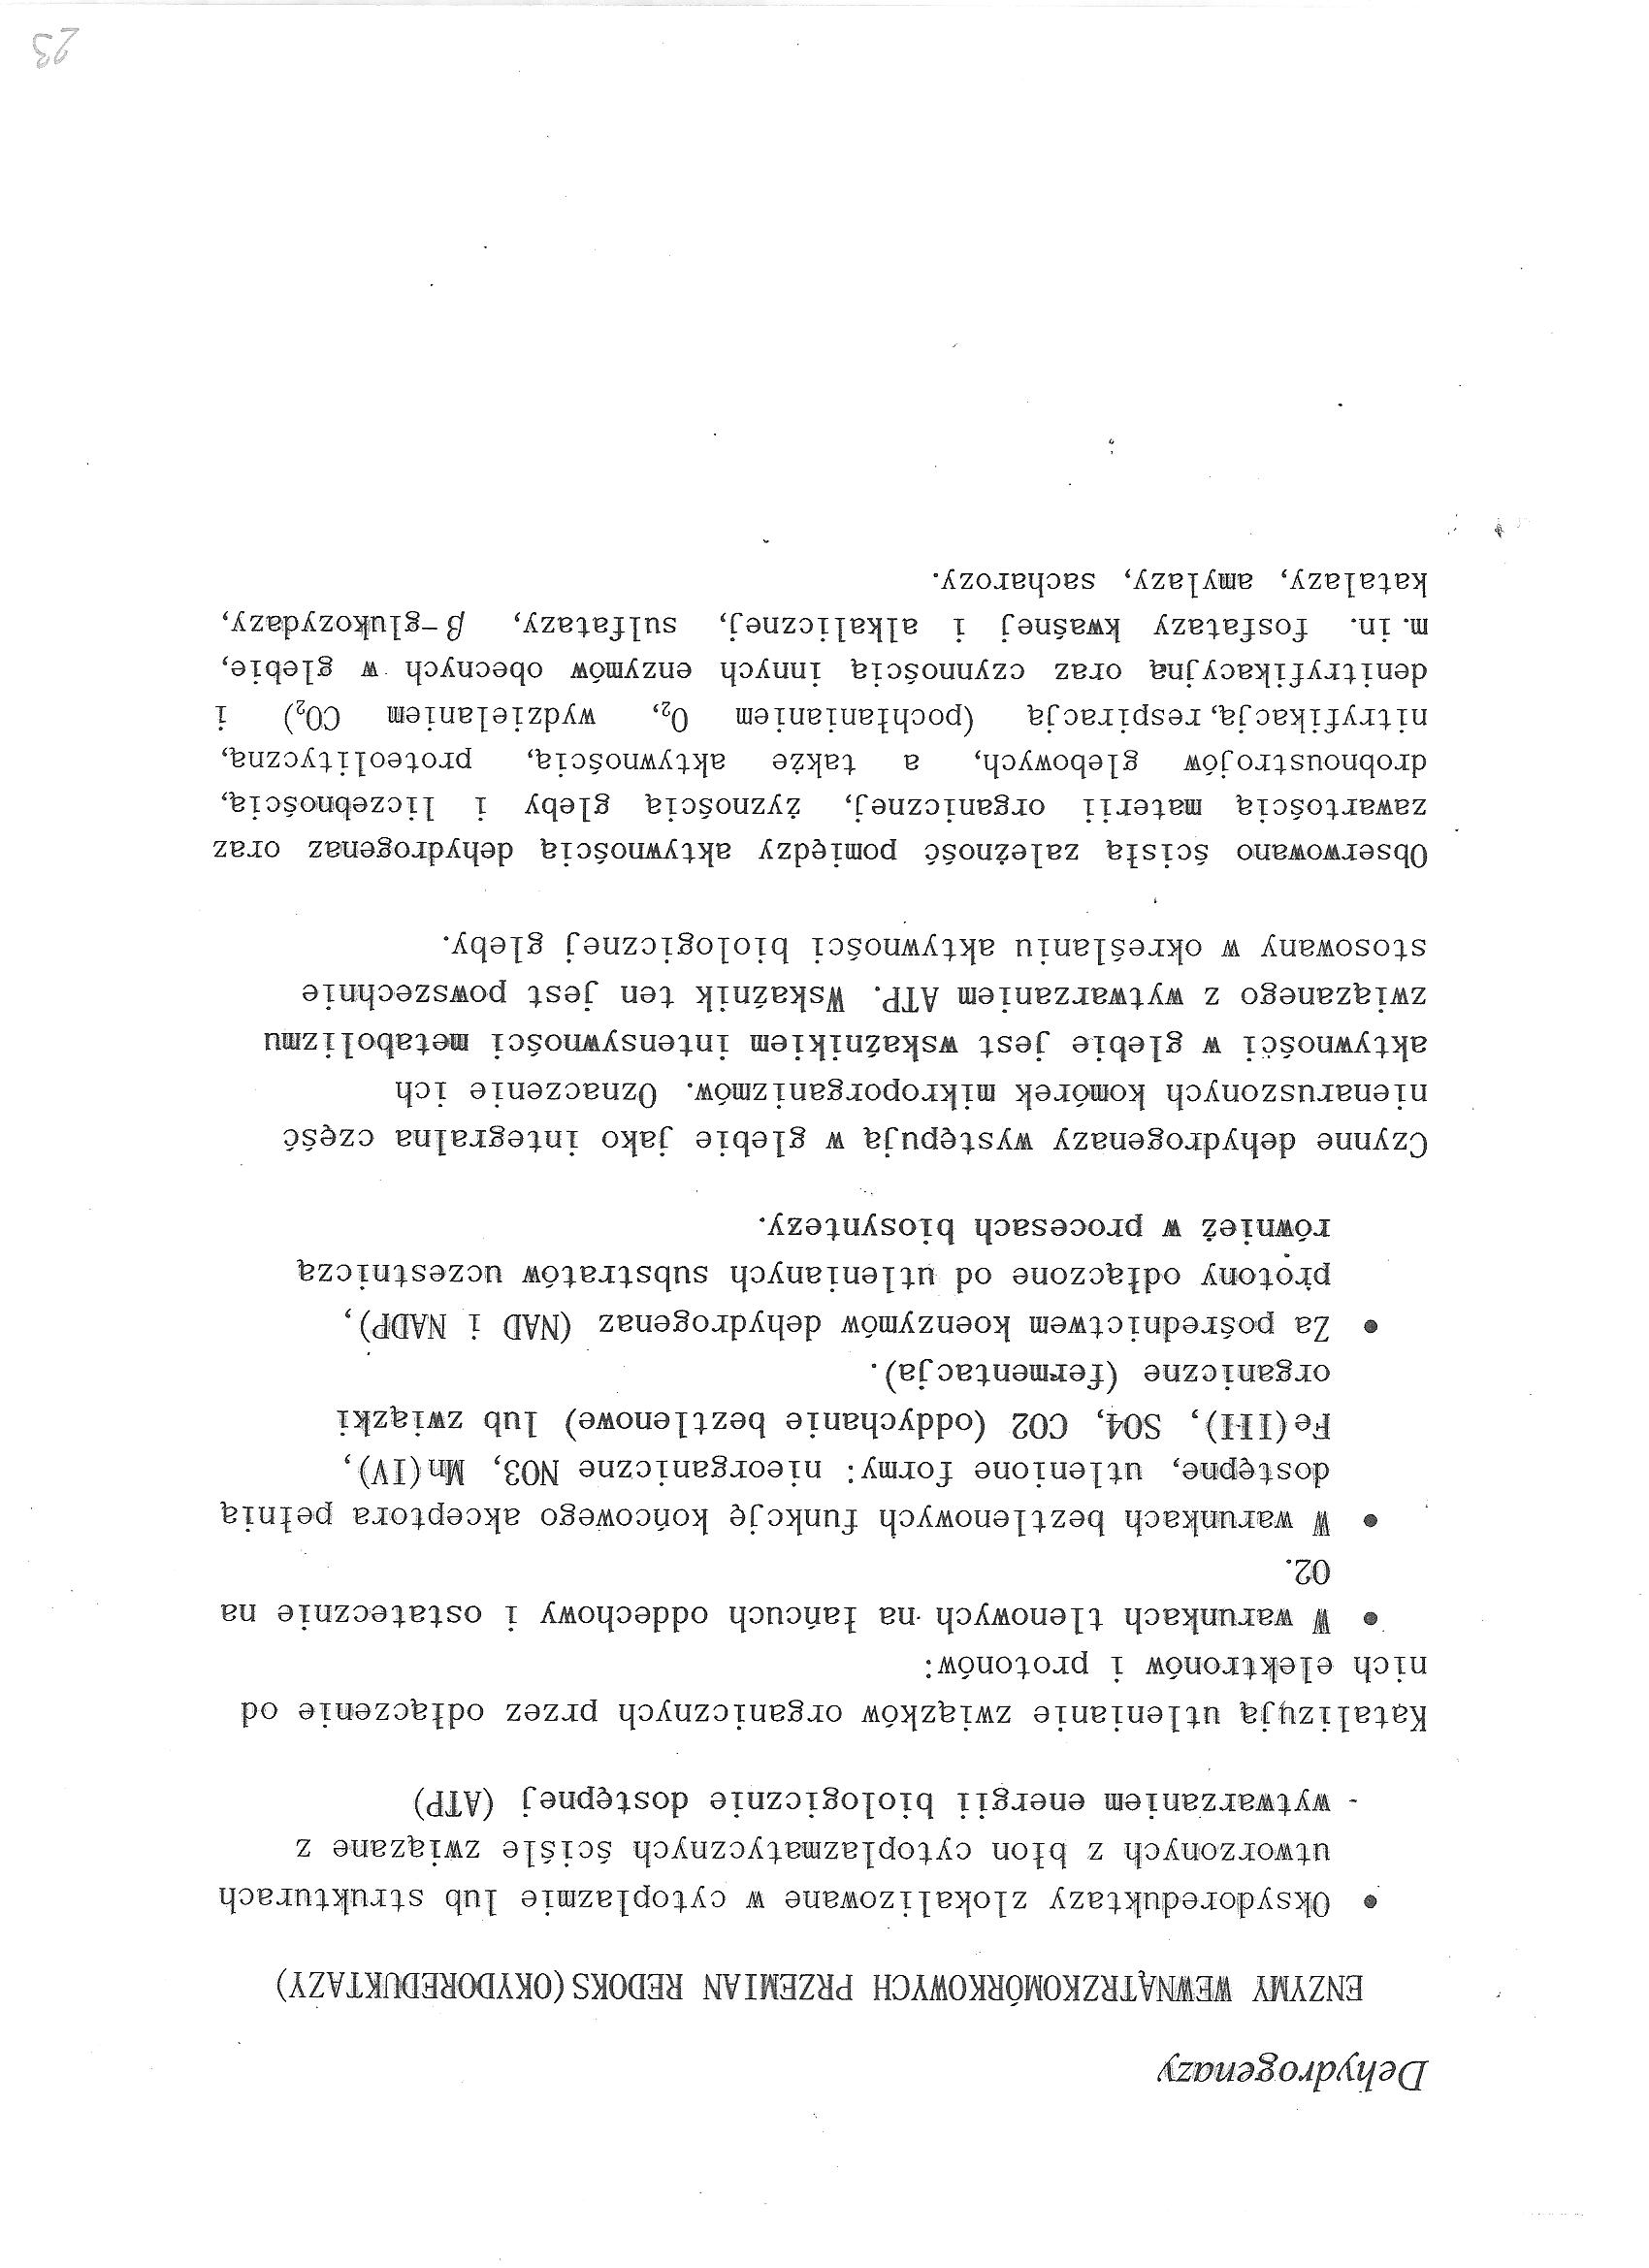 Dehydrogenazy
ENZYMY WEWNĄTRZKOMÓRKOWYCH PRZEMIAN REDOKS(OKYDOREDUKTAZY)
• Oksydoreduktazy zlokalizowane w cytoplazmie lub strukturach
utworzonych z błon cytoplazmatycznych ściśle związane z
- wytwarzaniem energii biologicznie dostępnej (ATP)
Katalizują utlenianie związków organicznych przez odłączenie od
nich elektronów i protonów:
• W warunkach tlenowych na łańcuch oddechowy i ostatecznie na
O2.
• W warunkach beztlenowych funkcję końcowego akceptora pełnią
dostępne, utlenione formy: nieorganiczne NO3, Mn(IV),
Fe(III), SO4, CO2 (oddychanie beztlenowe) lub związki
organiczne (fermentacja).
• Za pośrednictwem koenzymów dehydrogenaz (NAD i NADP),
protony odłączone od utlenianych substratów uczestniczą
również w procesach biosyntezy.
Czynne dehydrogenazy występują w glebie jako integralna część
nienaruszonych komórek mikroporganizmów. Oznaczenie ich
aktywności w glebie jest wskaźnikiem intensywności metabolizmu
związanego z wytwarzaniem ATP. Wskaźnik ten jest powszechnie
stosowany w określaniu aktywności biologicznej gleby.
Obserwowano ścisłą zależność pomiędzy aktywnością dehydrogenaz oraz
zawartością materii organicznej, żyznością gleby i liczebnością,
drobnoustrojów glebowych, a także aktywnością, proteolityczną,
nitryfikacją, respiracją (pochłanianiem O₂, wydzielaniem CO₂) i
denitryfikacyjną oraz czynnością innych enzymów obecnych w glebie,
m.in. fosfatazy kwaśnej i alkalicznej, sulfatazy, β-glukozydazy,
katalazy, amylazy, sacharozy.
23